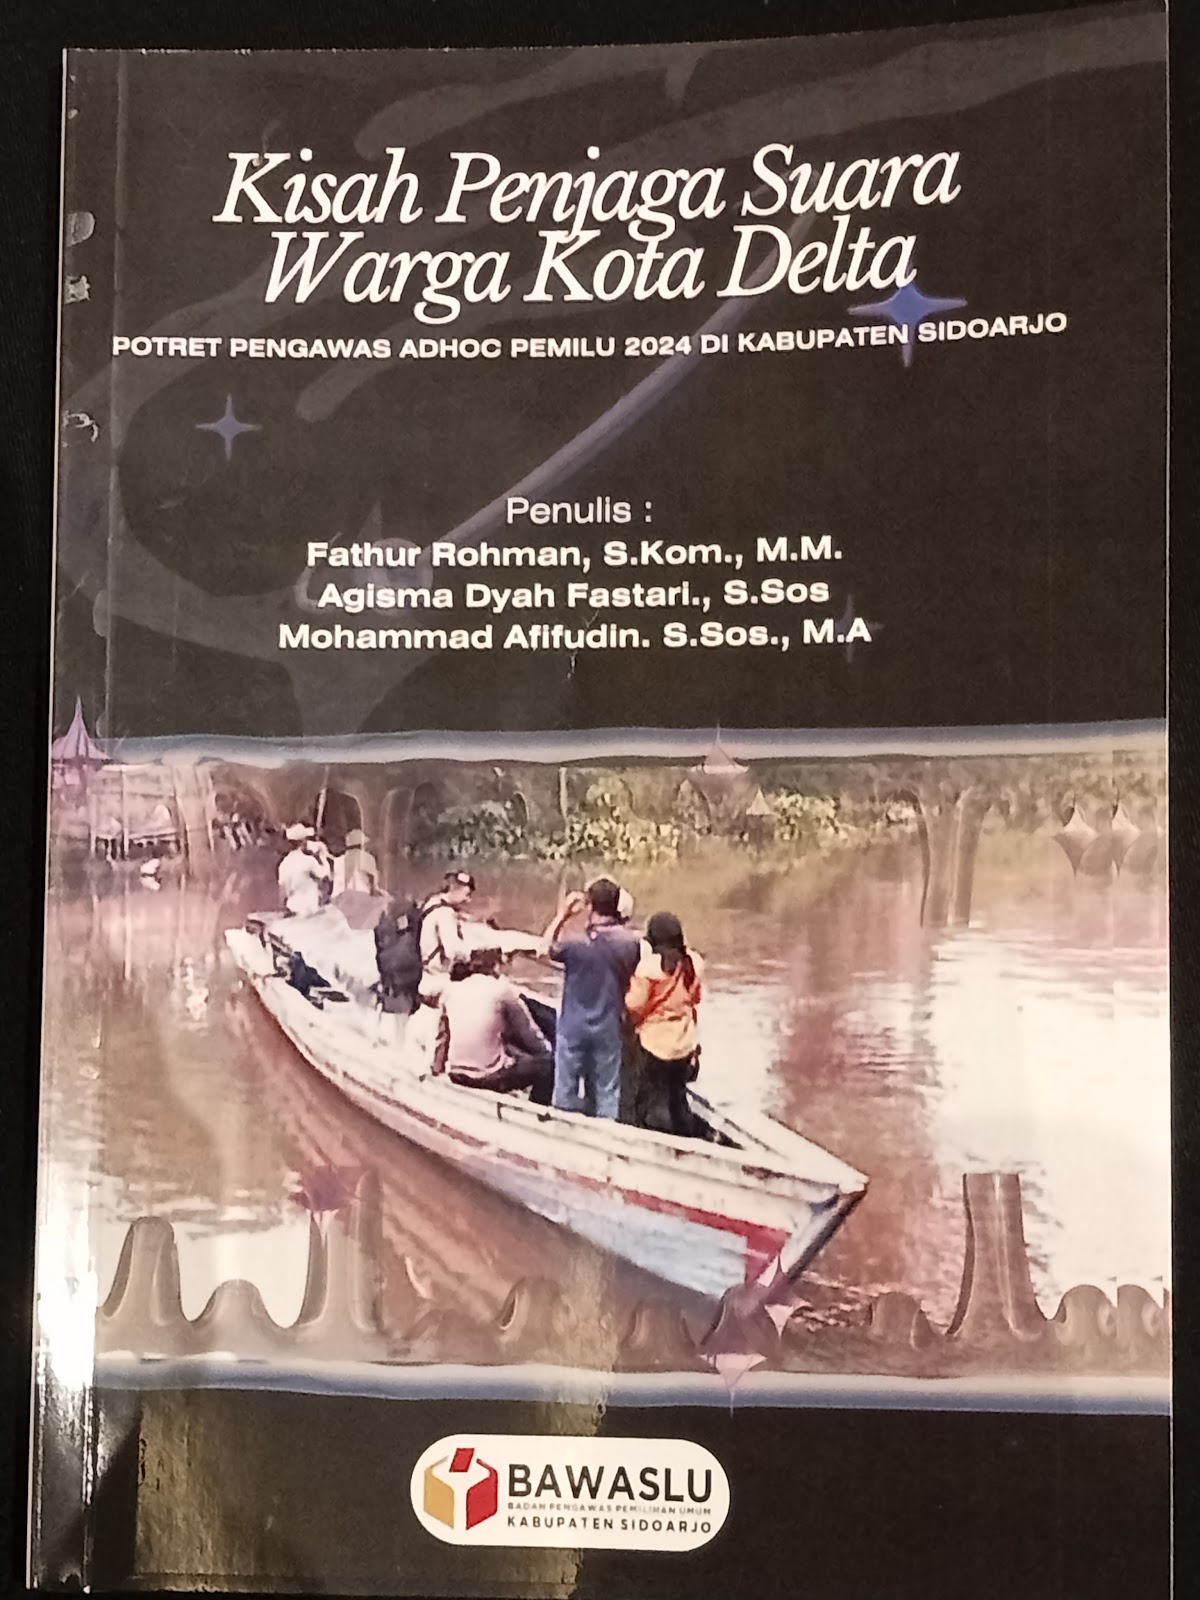 Kisah Penjaga Suara
Warga Kota Delta
POTRET PENGAWAS ADHOC PEMILU 2024 DI KABUPATEN SIDOARJO
Penulis :
Fathur Rohman, S.Kom., M.M.
Agisma Dyah Fastari., S.Sos
Mohammad Afifudin. S.Sos., M.A
BAWASLU
BADAN PENGAWAS PEMILIHAN UMUM
KABUPATEN SIDOARJO